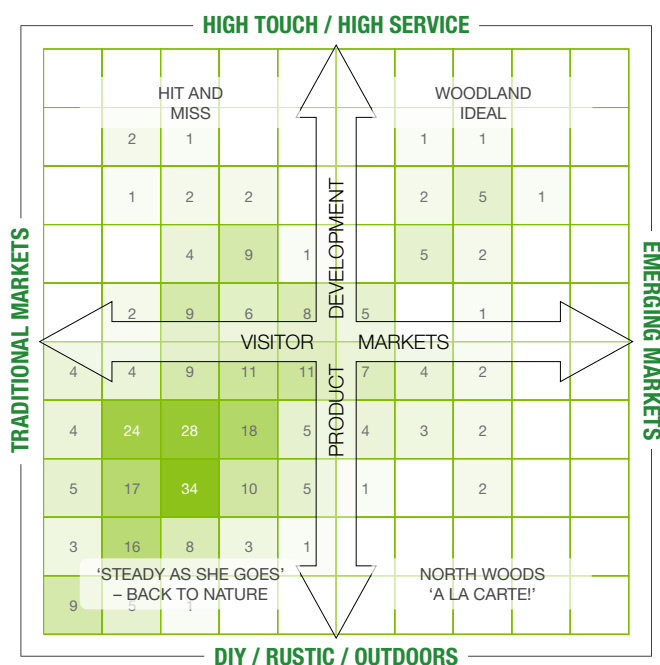 HIGH TOUCH / HIGH SERVICE
HIT AND
MISS
WOODLAND
IDEAL
2 1 1 1
1 2 2 2 5 1
4 9 1 5 2
2 9 6 8 5 1
DEVELOPMENT
VISITOR MARKETS
TRADITIONAL MARKETS
EMERGING MARKETS
4 4 9 11 11 7 4 2
PRODUCT
4 24 28 18 5 4 3 2
5 17 34 10 5 1 2
3 16 8 3 1
'STEADY AS SHE GOES'
– BACK TO NATURE
NORTH WOODS
'A LA CARTE!'
9 5 1
DIY / RUSTIC / OUTDOORS